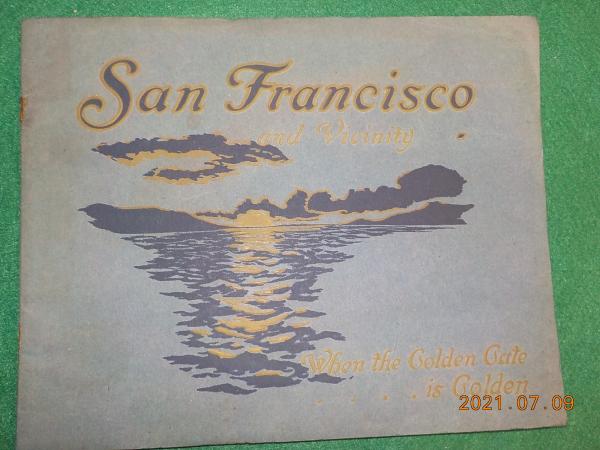 San Francisco
and Vicinity
When the Golden Gate
. . . . is Golden
2021.07.09